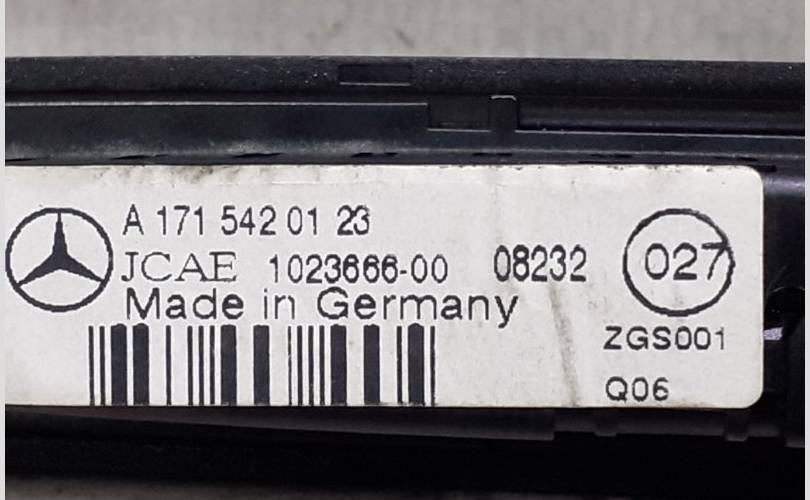 A 171 542 01 23
JCAE 1023666-00 08232 027
Made in Germany
ZGS001
Q06